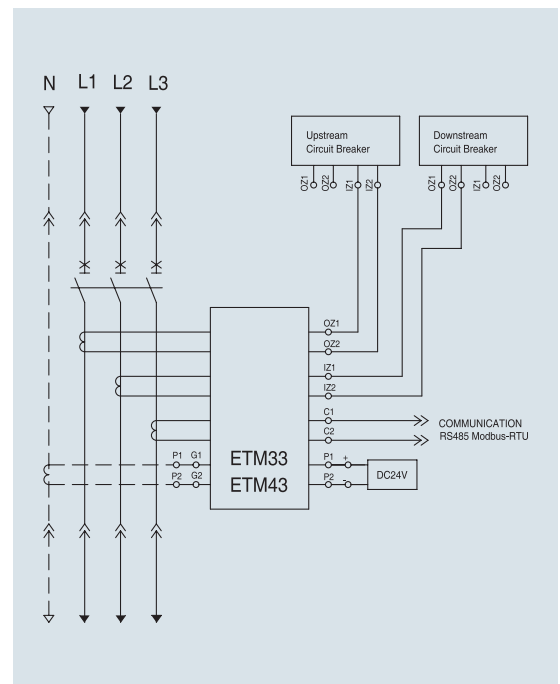 N L1 L2 L3
Upstream
Circuit Breaker
Downstream
Circuit Breaker
OZ1 OZ2 IZ1 IZ2
OZ1 OZ2 IZ1 OZ2
OZ1
OZ2
IZ1
IZ2
C1
C2
COMMUNICATION
RS485 Modbus-RTU
P1 G1
P2 G2
ETM33
ETM43
P1 +
P2 -
DC24V